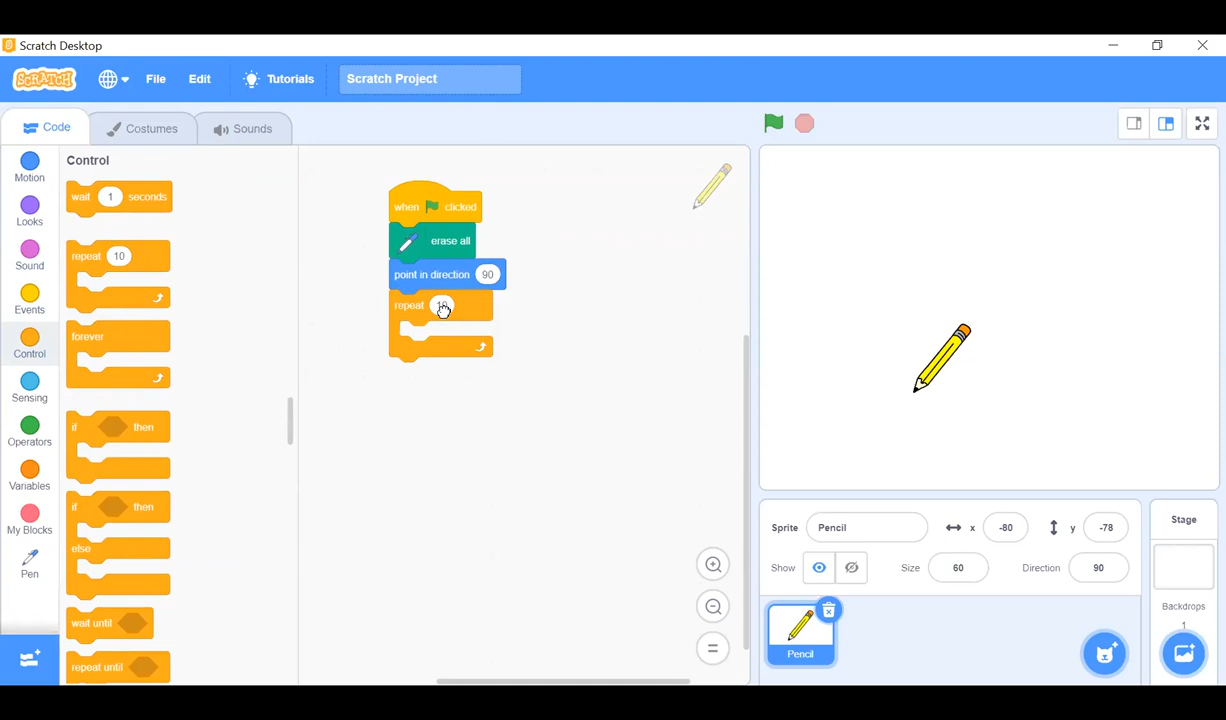 Scratch Desktop
SCRATCH File Edit Tutorials Scratch Project
Code Costumes Sounds
Motion
Looks
Sound
Events
Control
Sensing
Operators
Variables
My Blocks
Pen
Control
wait 1 seconds
repeat 10
forever
if then
if then
else
wait until
repeat until
when clicked
erase all
point in direction 90
repeat
Sprite Pencil x -80 y -78
Show Size 60 Direction 90
Pencil
Stage
Backdrops
1